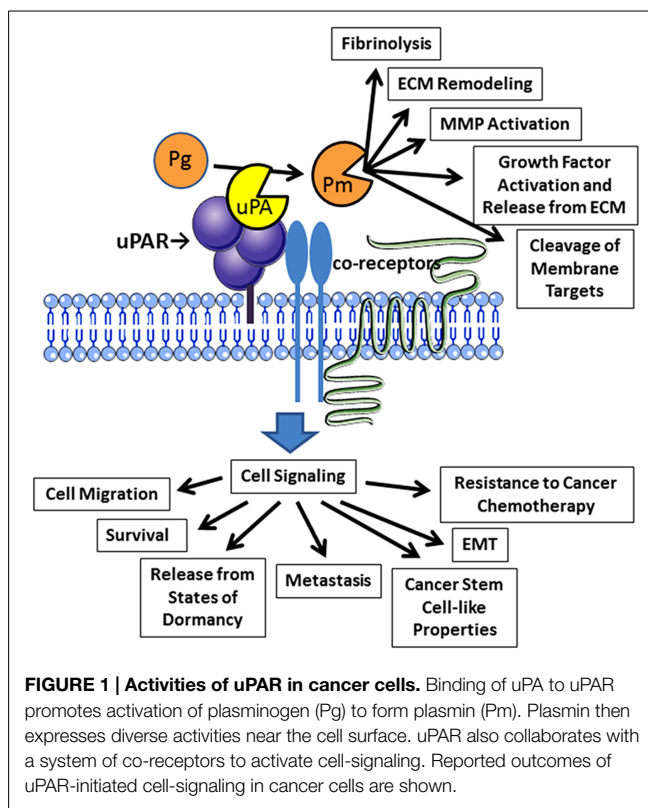 Fibrinolysis
ECM Remodeling
MMP Activation
Growth Factor
Activation and
Release from ECM
Cleavage of
Membrane
Targets
Pg
Pm
uPA
uPAR→
co-receptors
Cell Signaling
Cell Migration
Survival
Release from
States of
Dormancy
Metastasis
Cancer Stem
Cell-like
Properties
EMT
Resistance to Cancer
Chemotherapy
FIGURE 1 | Activities of uPAR in cancer cells. Binding of uPA to uPAR
promotes activation of plasminogen (Pg) to form plasmin (Pm). Plasmin then
expresses diverse activities near the cell surface. uPAR also collaborates with
a system of co-receptors to activate cell-signaling. Reported outcomes of
uPAR-initiated cell-signaling in cancer cells are shown.